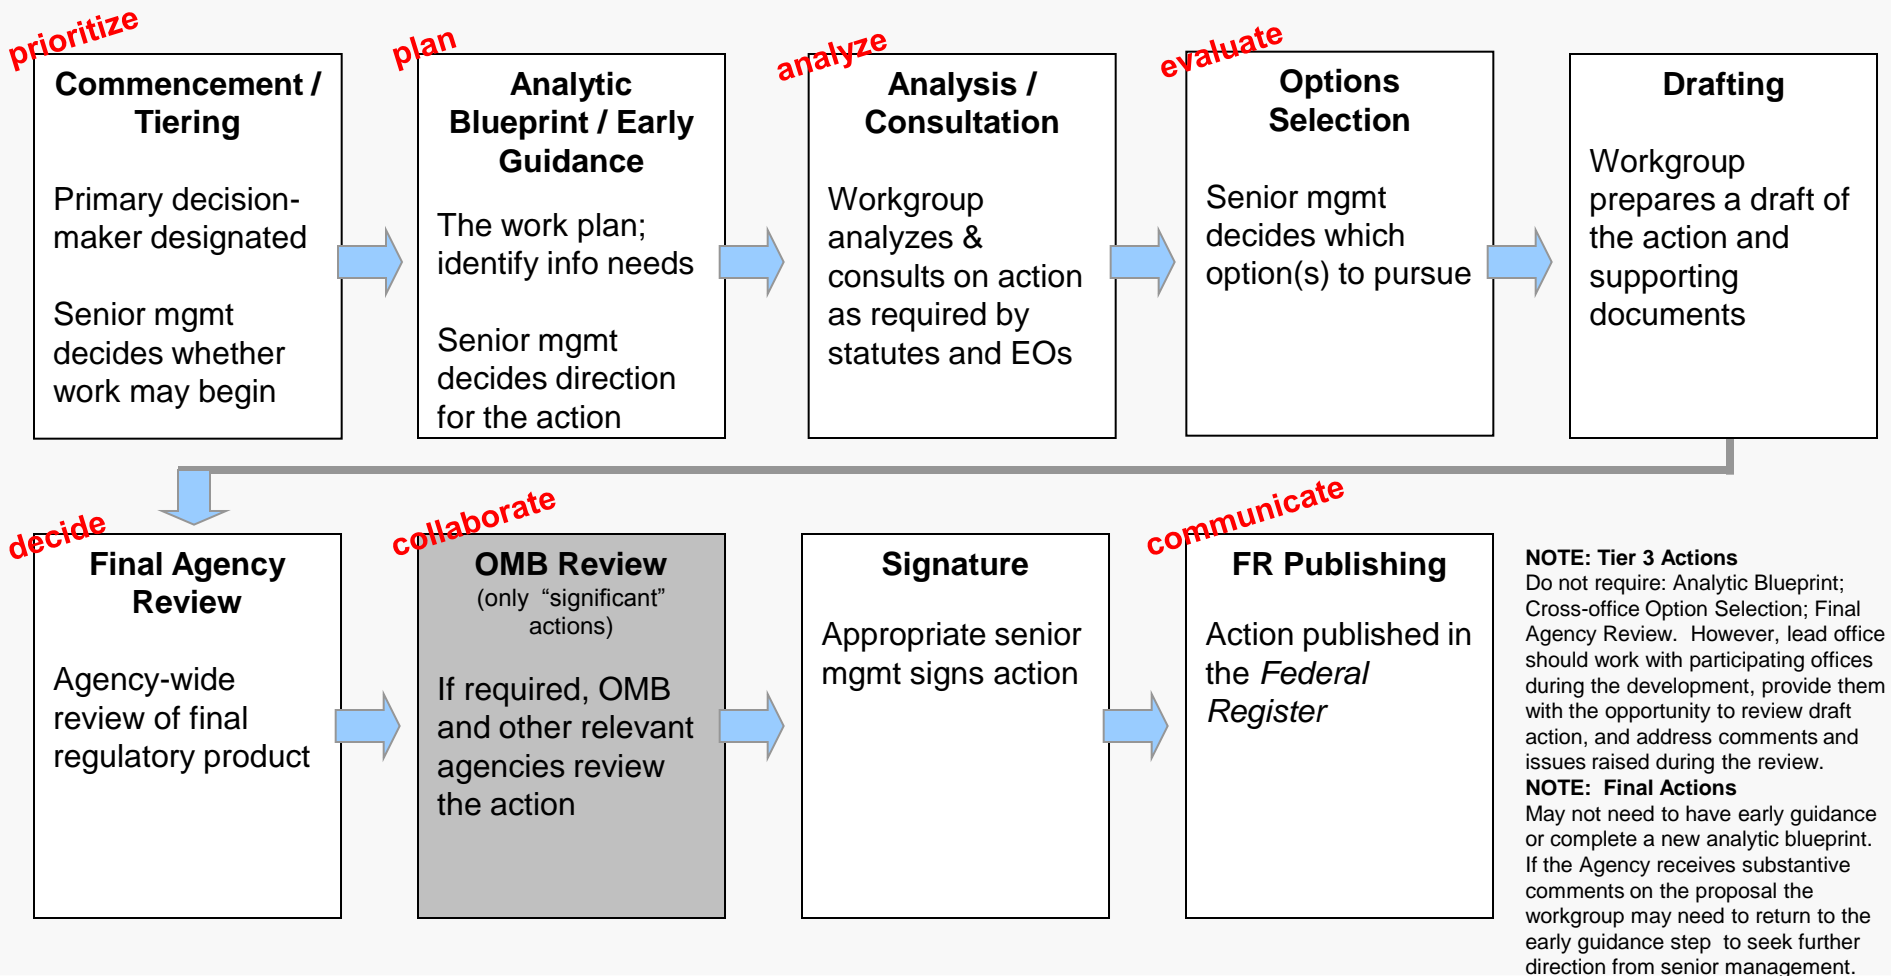 prioritize
Commencement /
Tiering
Primary decision-
maker designated
Senior mgmt
decides whether
work may begin
plan
Analytic
Blueprint / Early
Guidance
The work plan;
identify info needs
Senior mgmt
decides direction
for the action
analyze
Analysis /
Consultation
Workgroup
analyzes &
consults on action
as required by
statutes and EOs
evaluate
Options
Selection
Senior mgmt
decides which
option(s) to pursue
Drafting
Workgroup
prepares a draft of
the action and
supporting
documents
decide
Final Agency
Review
Agency-wide
review of final
regulatory product
collaborate
OMB Review
(only “significant”
actions)
If required, OMB
and other relevant
agencies review
the action
Signature
Appropriate senior
mgmt signs action
communicate
FR Publishing
Action published in
the Federal
Register
NOTE: Tier 3 Actions
Do not require: Analytic Blueprint;
Cross-office Option Selection; Final
Agency Review. However, lead office
should work with participating offices
during the development, provide them
with the opportunity to review draft
action, and address comments and
issues raised during the review.
NOTE: Final Actions
May not need to have early guidance
or complete a new analytic blueprint.
If the Agency receives substantive
comments on the proposal the
workgroup may need to return to the
early guidance step to seek further
direction from senior management.